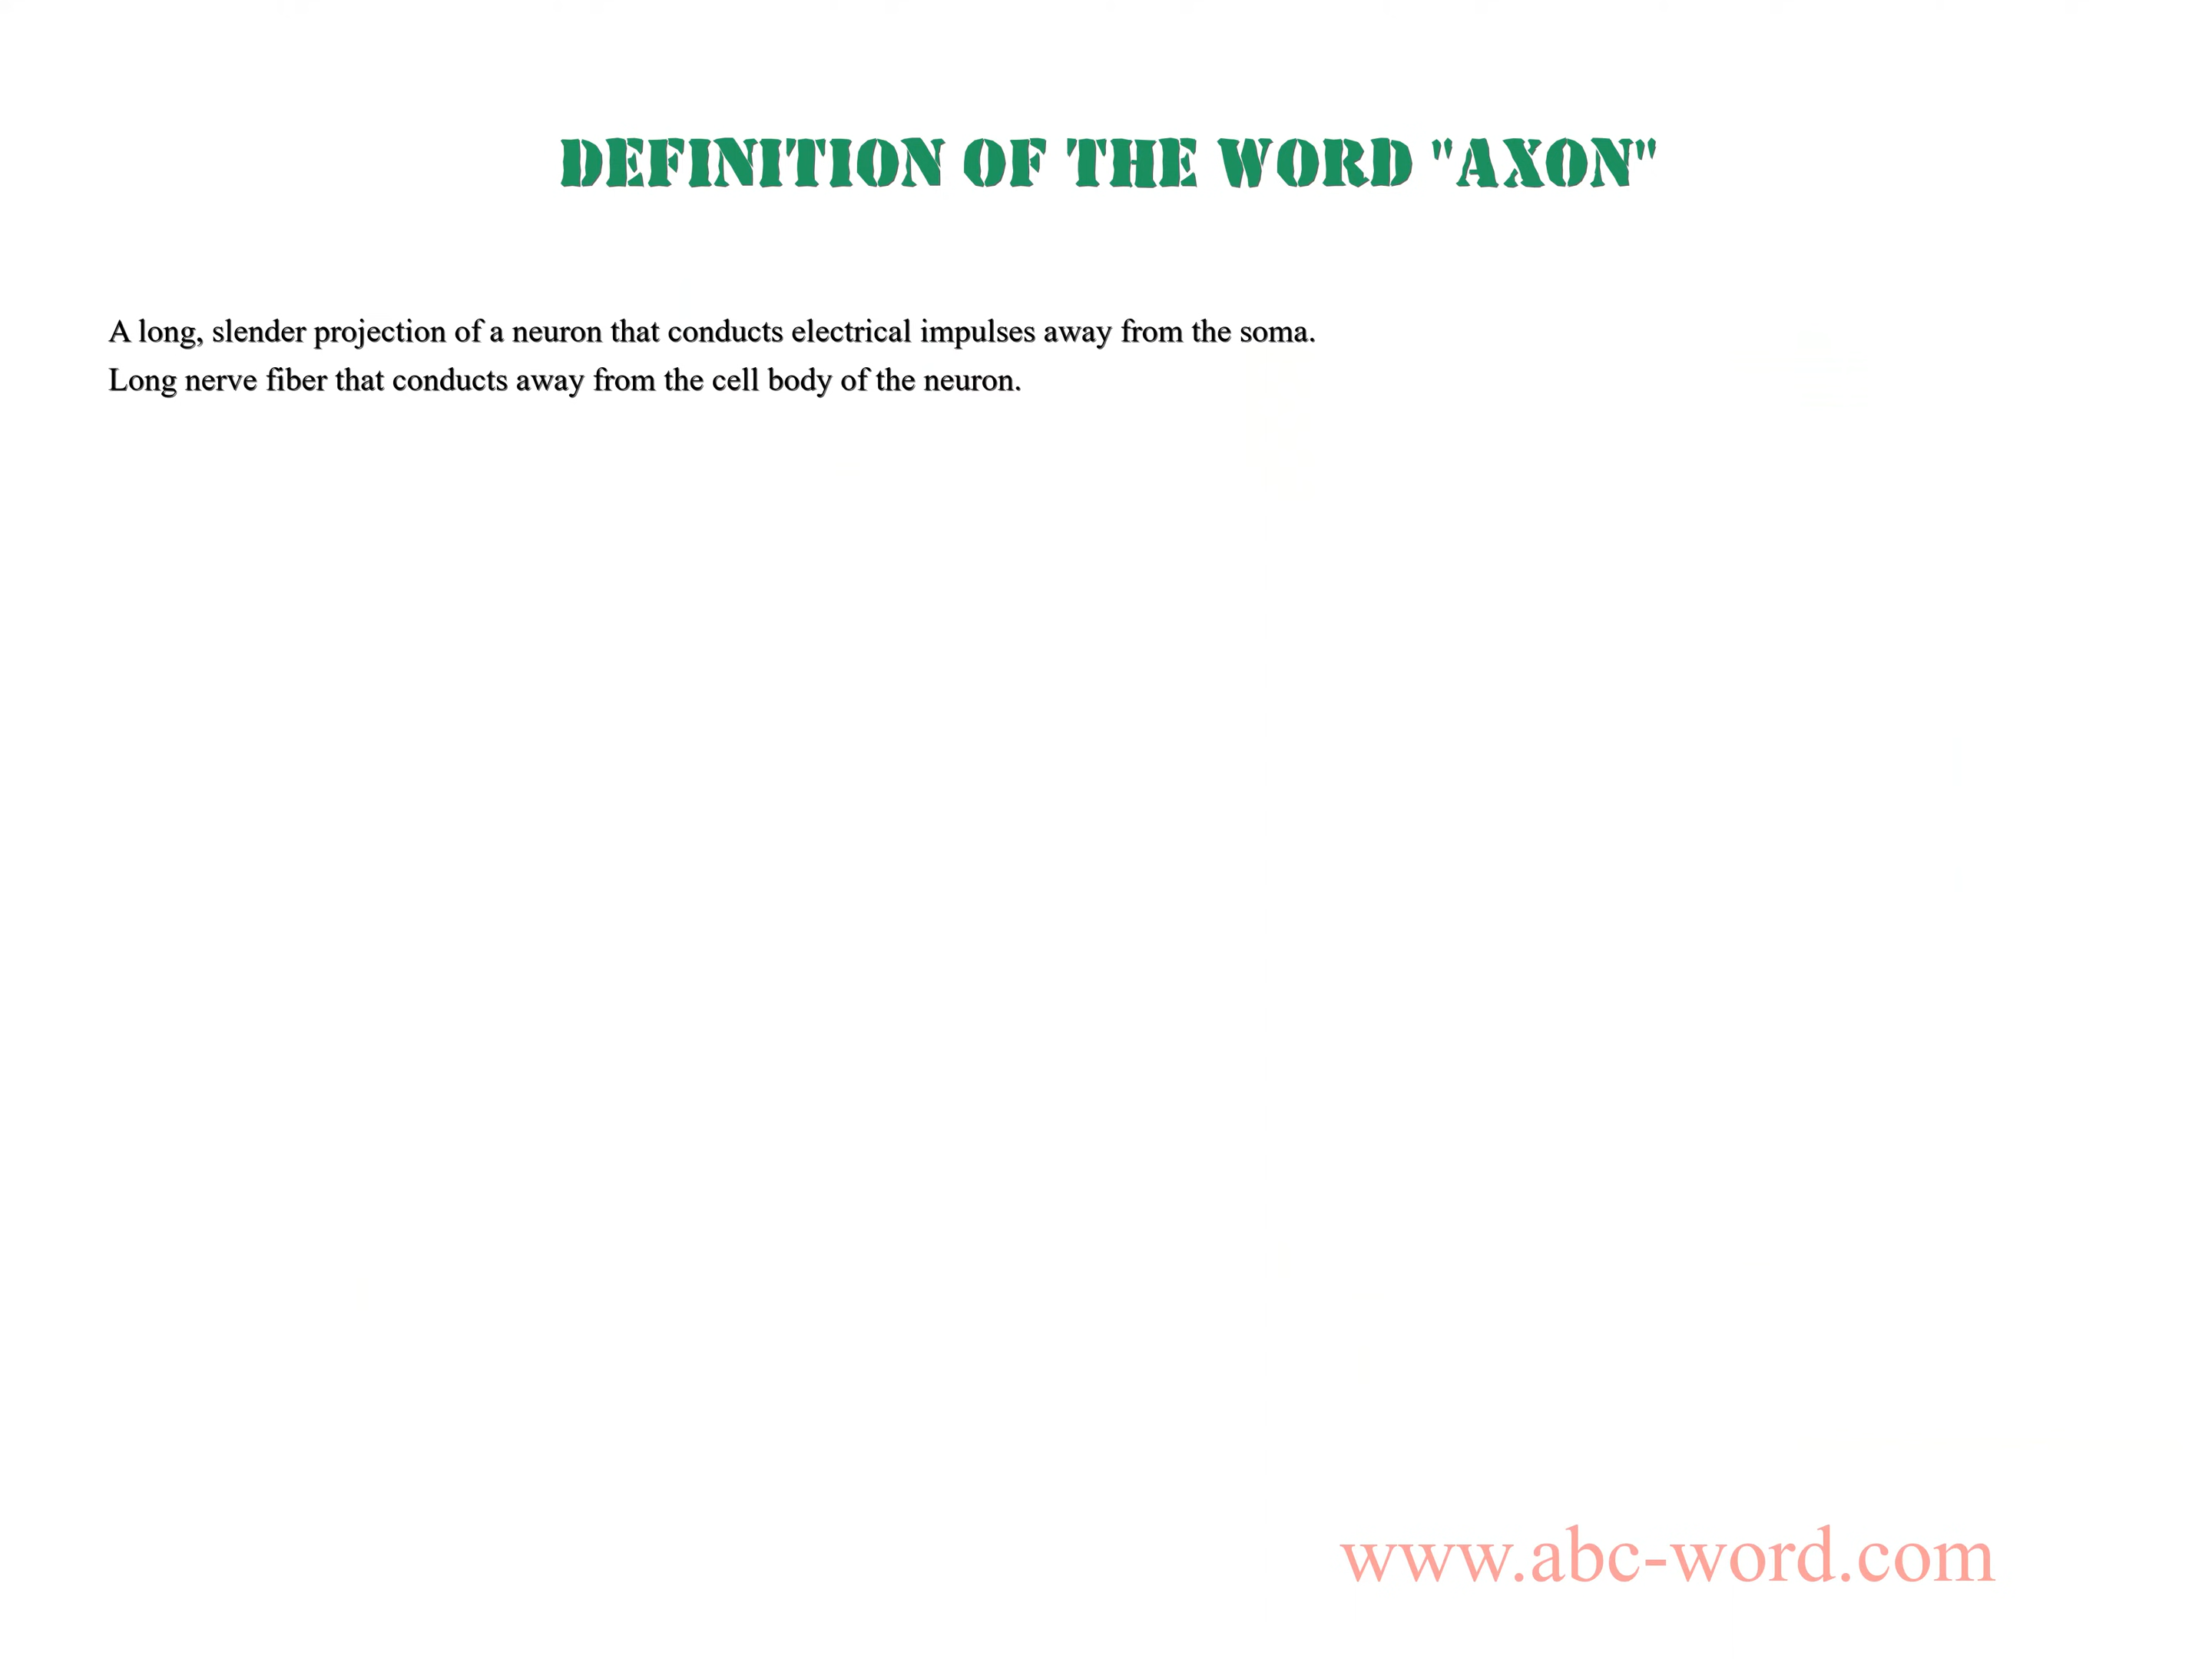 DEFINITION OF THE WORD "AXON"
A long, slender projection of a neuron that conducts electrical impulses away from the soma.
Long nerve fiber that conducts away from the cell body of the neuron.
www.abc-word.com